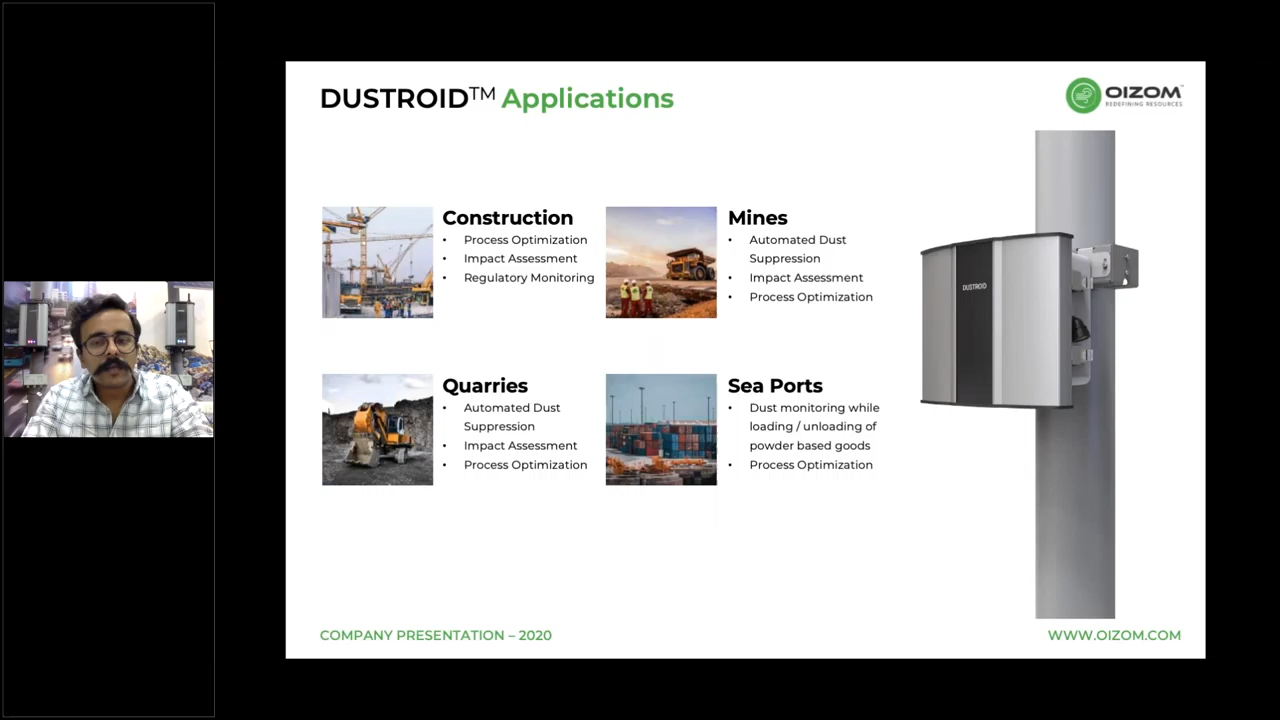 DUSTROID™ Applications
OIZOM™
REDEFINING RESOURCES
Construction
• Process Optimization
• Impact Assessment
• Regulatory Monitoring
Mines
• Automated Dust
Suppression
• Impact Assessment
• Process Optimization
DUSTROID
Quarries
• Automated Dust
Suppression
• Impact Assessment
• Process Optimization
Sea Ports
• Dust monitoring while
loading / unloading of
powder based goods
• Process Optimization
COMPANY PRESENTATION – 2020
WWW.OIZOM.COM